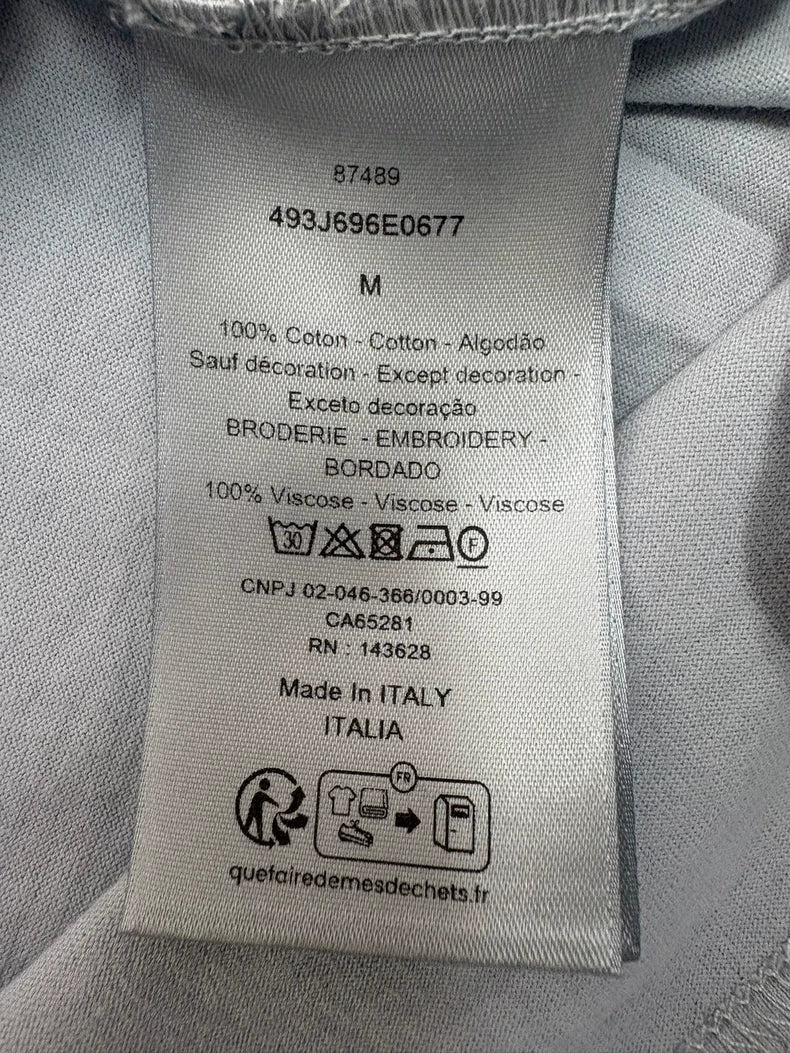 87489
493J696E0677
M
100% Coton - Cotton - Algodão
Sauf décoration - Except decoration -
Exceto decoração
BRODERIE - EMBROIDERY -
BORDADO
100% Viscose - Viscose - Viscose
30 F
CNPJ 02-046-366/0003-99
CA65281
RN : 143628
Made In ITALY
ITALIA
FR
quefairedemesdechets.fr